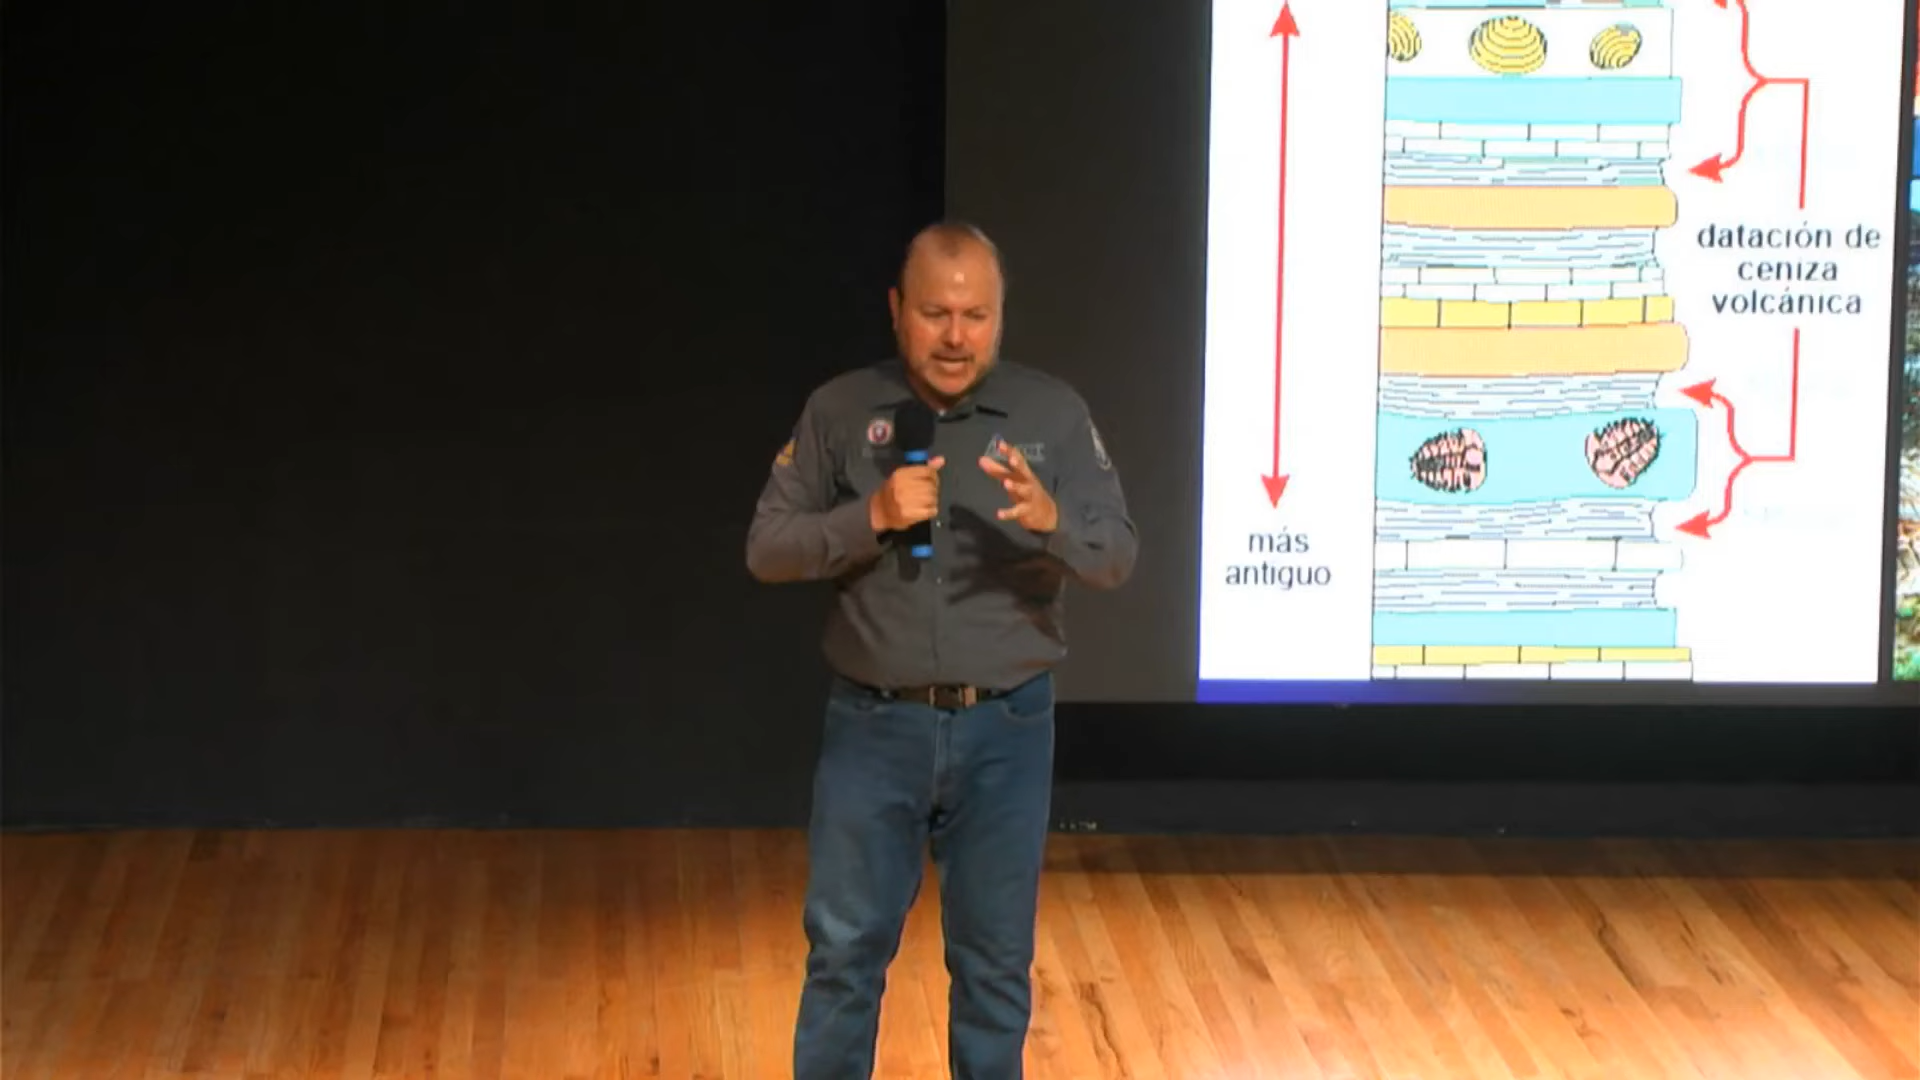 datación de
ceniza
volcánica
más
antiguo